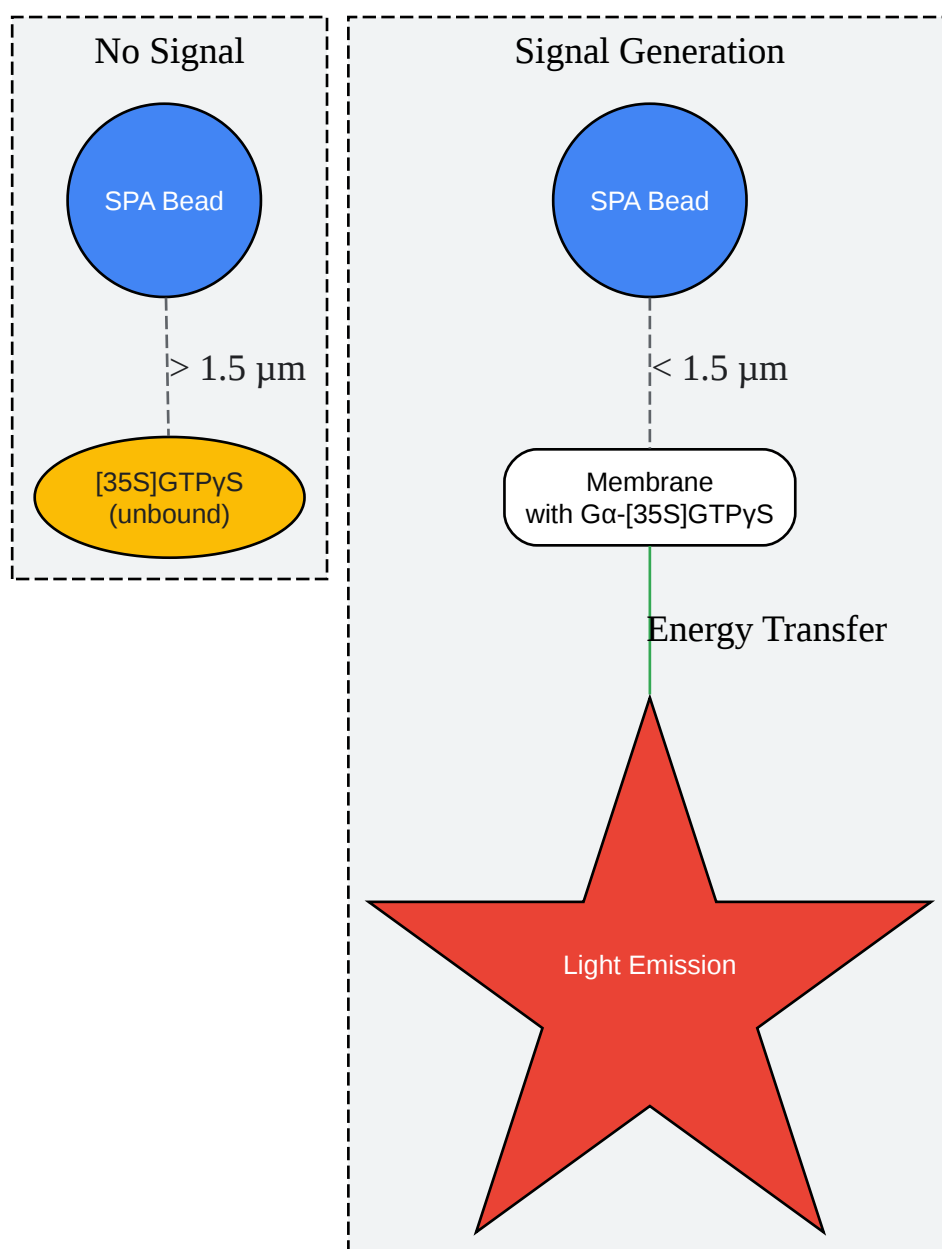 No Signal
SPA Bead
> 1.5 µm
[35S]GTPγS
(unbound)
Signal Generation
SPA Bead
< 1.5 µm
Membrane
with Gα-[35S]GTPγS
Energy Transfer
Light Emission